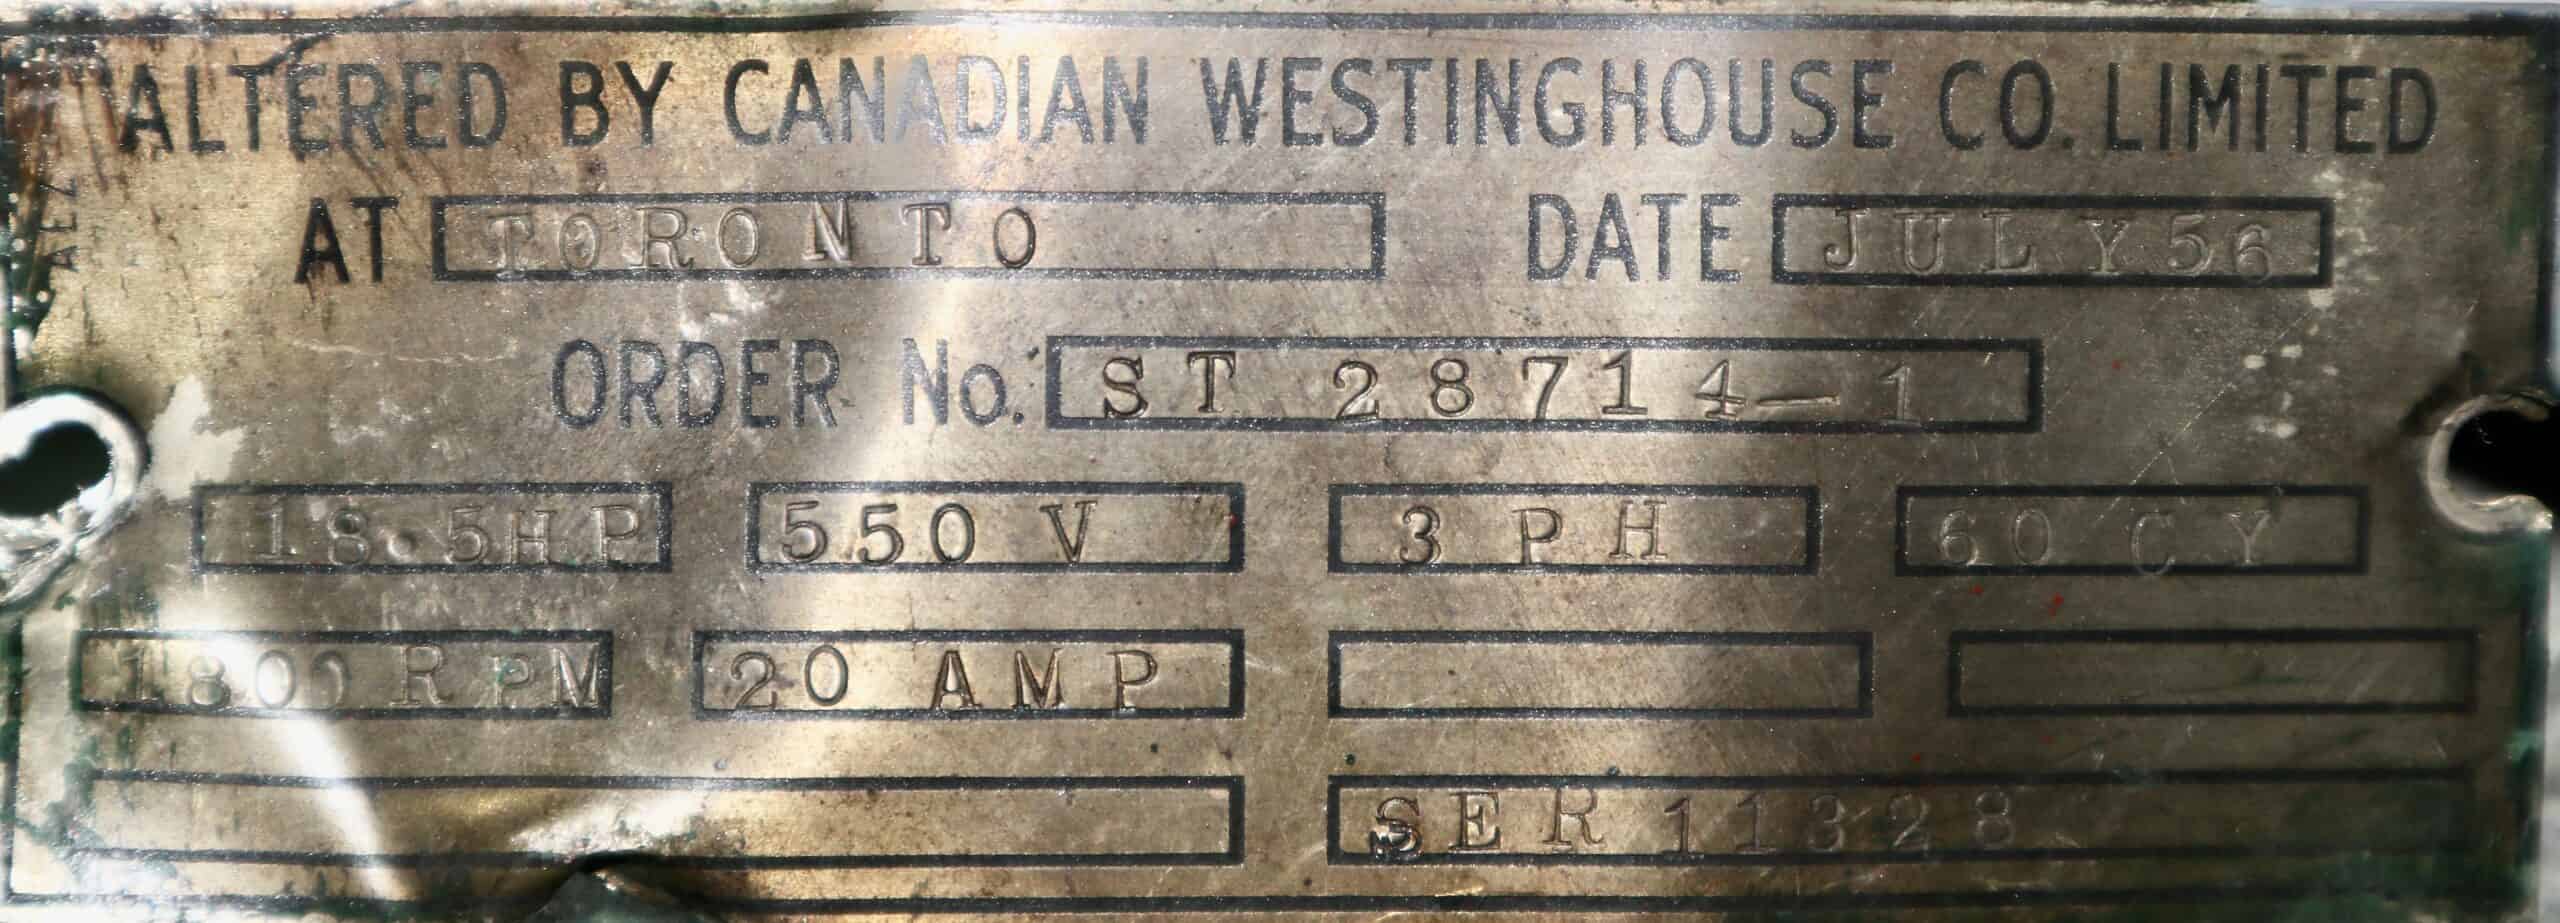 ALTERED BY CANADIAN WESTINGHOUSE CO. LIMITED
AT TORONTO DATE JULY 56
ORDER No. ST 28714-1
18.5HP 550 V 3 PH 60 CY
1800 RPM 20 AMP
SER 11328